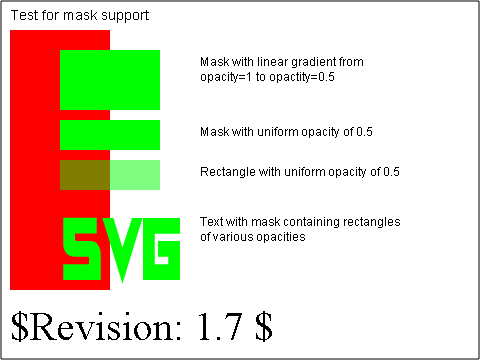 Test for mask support
Mask with linear gradient from
opacity=1 to opactity=0.5
Mask with uniform opacity of 0.5
Rectangle with uniform opacity of 0.5
SVG
Text with mask containing rectangles
of various opacities
$Revision: 1.7 $